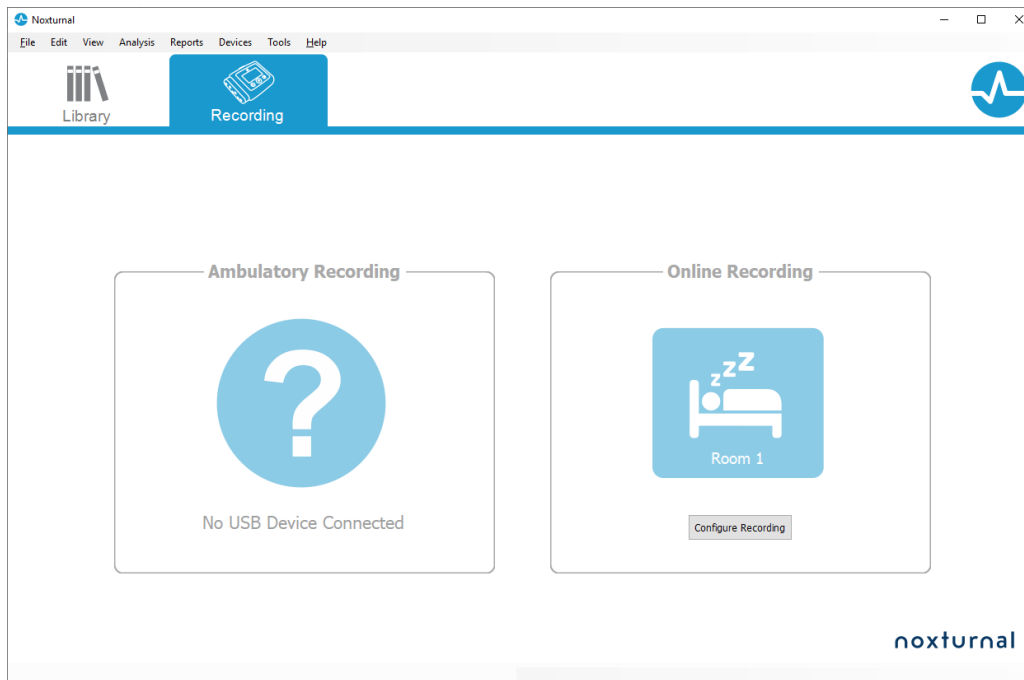 Noxturnal
File Edit View Analysis Reports Devices Tools Help
Library
Recording
Ambulatory Recording
?
No USB Device Connected
Online Recording
z z z
Room 1
Configure Recording
noxturnal